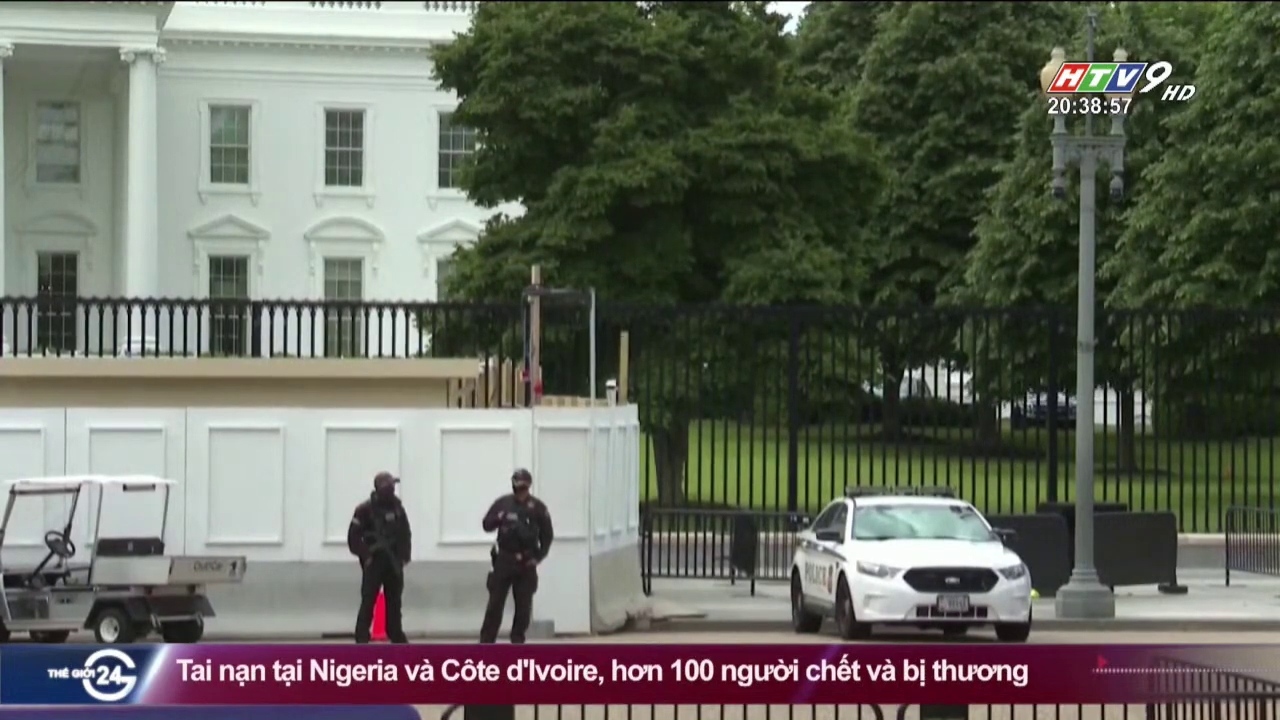 HTV9 HD
20:38:57
POLICE
THẾ GIỚI 24G
Tai nạn tại Nigeria và Côte d'Ivoire, hơn 100 người chết và bị thương